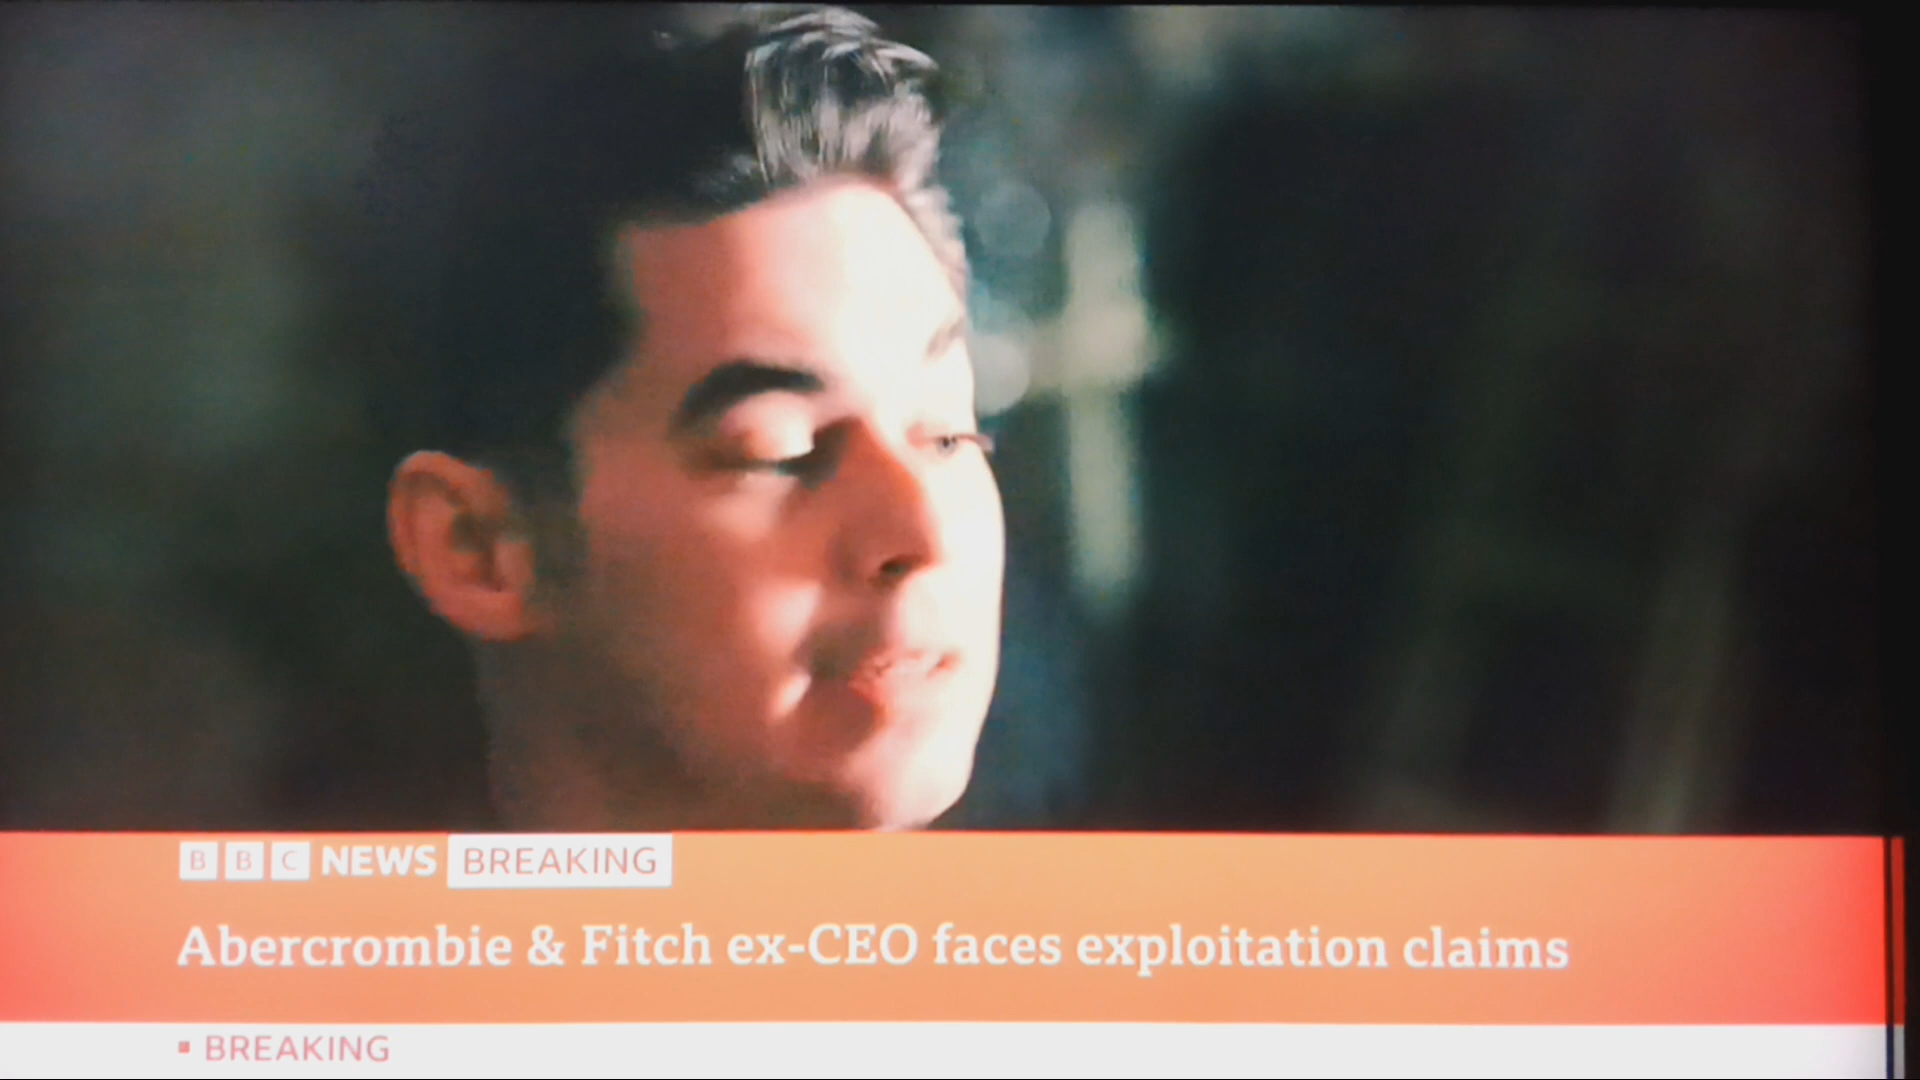 BBC NEWS BREAKING
Abercrombie & Fitch ex-CEO faces exploitation claims
▪ BREAKING